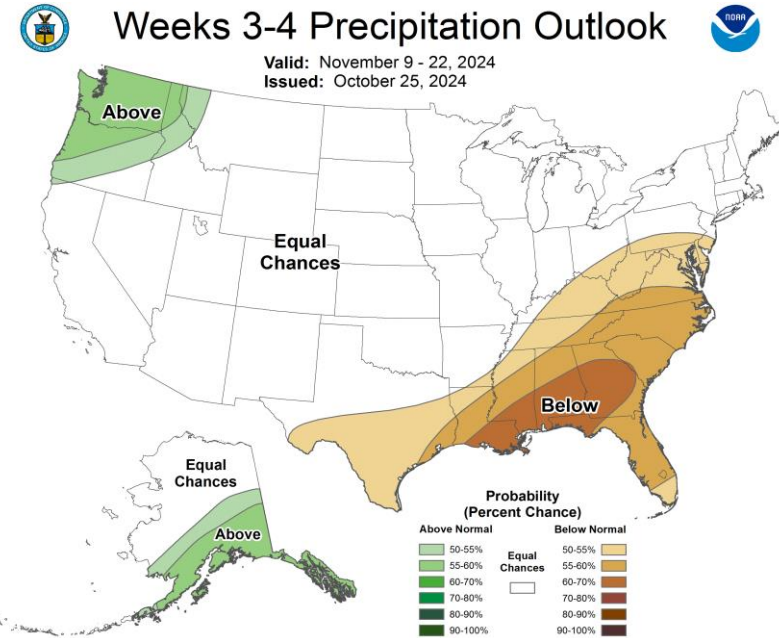 Weeks 3-4 Precipitation Outlook
NOAA
Valid: November 9 - 22, 2024
Issued: October 25, 2024
Above
Equal
Chances
Below
Equal
Chances
Above
Probability
(Percent Chance)
Above Normal
50-55%
55-60%
60-70%
70-80%
80-90%
90-100%
Equal
Chances
Below Normal
50-55%
55-60%
60-70%
70-80%
80-90%
90-100%